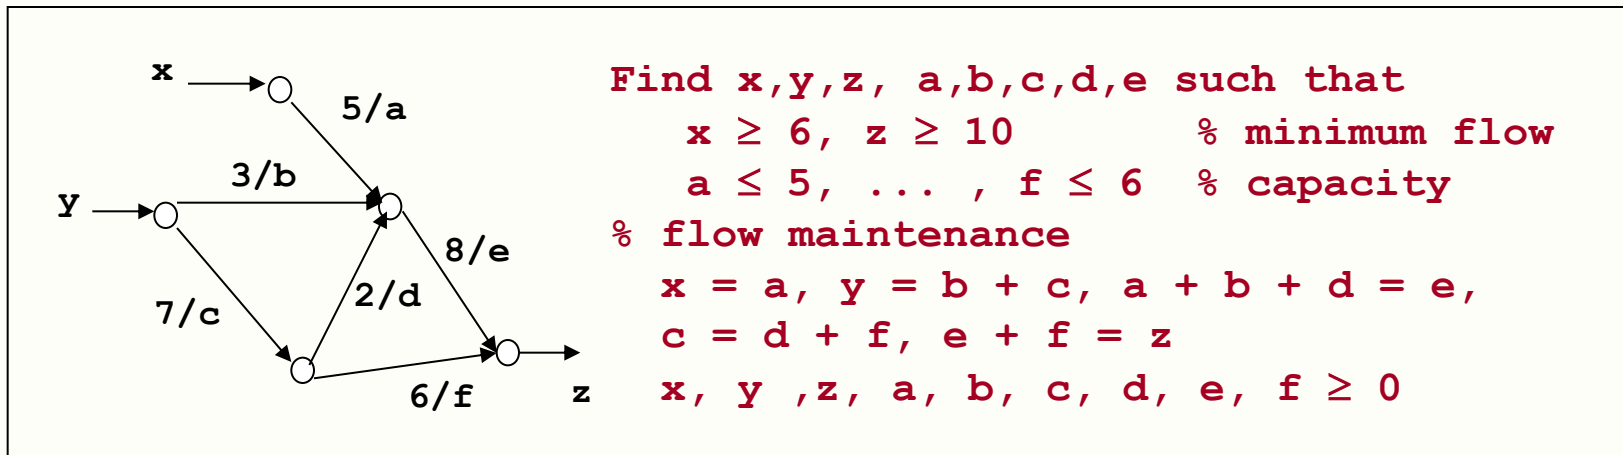 x
5/a
3/b
y
8/e
2/d
7/c
6/f
z
Find x,y,z, a,b,c,d,e such that
x ≥ 6, z ≥ 10 % minimum flow
a ≤ 5, ... , f ≤ 6 % capacity
% flow maintenance
x = a, y = b + c, a + b + d = e,
c = d + f, e + f = z
x, y ,z, a, b, c, d, e, f ≥ 0